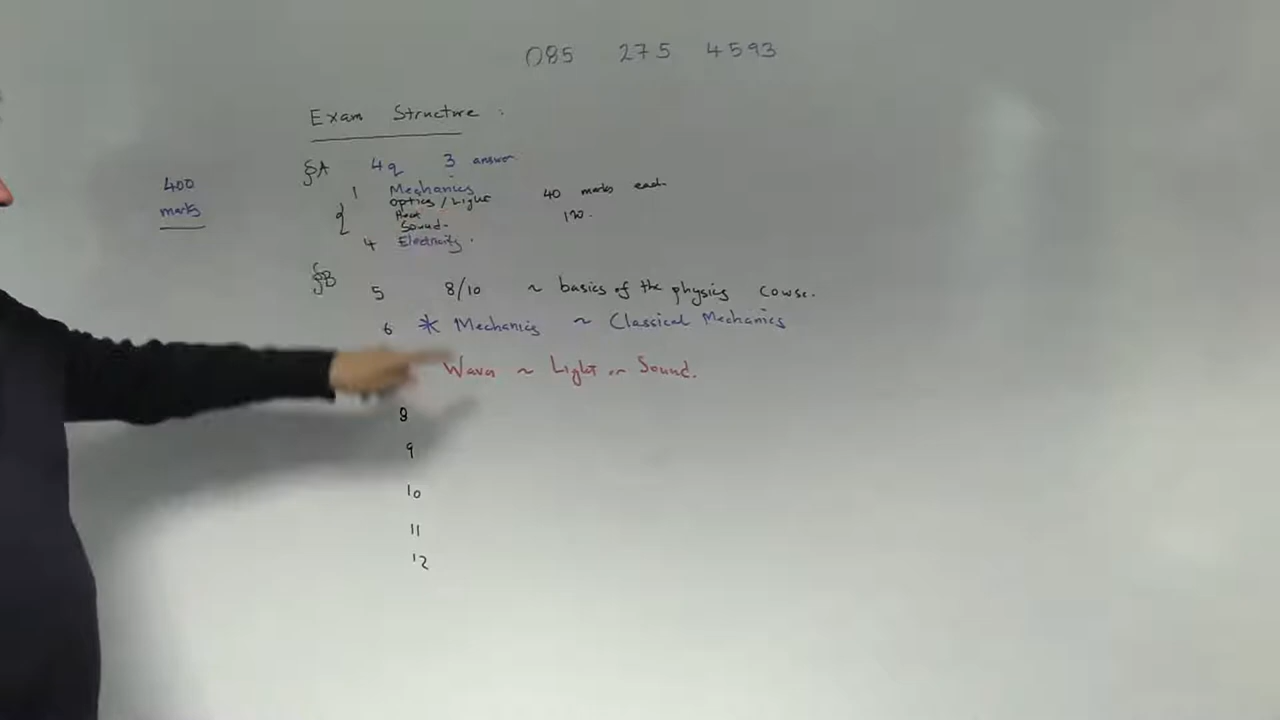 085 275 4593
Exam Structure :
§A 4q 3 answer
400 marks
1 Mechanics 40 marks each
Optics/Light 120.
Heat
Sound.
4 Electricity.
§B
5 8/10 ~ basics of the physics course.
6 * Mechanics ~ Classical Mechanics
Waves ~ Light or Sound.
8
9
10
11
12